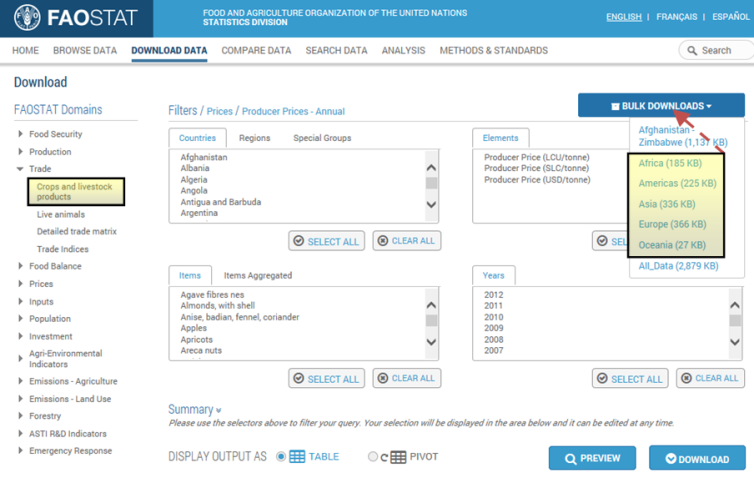 FAO FAOSTAT
FOOD AND AGRICULTURE ORGANIZATION OF THE UNITED NATIONS
STATISTICS DIVISION
ENGLISH | FRANÇAIS | ESPAÑOL
HOME BROWSE DATA DOWNLOAD DATA COMPARE DATA SEARCH DATA ANALYSIS METHODS & STANDARDS Search
Download
FAOSTAT Domains
Food Security
Production
Trade
Crops and livestock
products
Live animals
Detailed trade matrix
Trade Indices
Food Balance
Prices
Inputs
Population
Investment
Agri-Environmental
Indicators
Emissions - Agriculture
Emissions - Land Use
Forestry
ASTI R&D Indicators
Emergency Response
Filters / Prices / Producer Prices - Annual
BULK DOWNLOADS
Afghanistan -
Zimbabwe (1,137 KB)
Africa (185 KB)
Americas (225 KB)
Asia (336 KB)
Europe (366 KB)
Oceania (27 KB)
All_Data (2,879 KB)
Countries Regions Special Groups
Afghanistan
Albania
Algeria
Angola
Antigua and Barbuda
Argentina
SELECT ALL CLEAR ALL
Elements
Producer Price (LCU/tonne)
Producer Price (SLC/tonne)
Producer Price (USD/tonne)
SEL
Items Items Aggregated
Agave fibres nes
Almonds, with shell
Anise, badian, fennel, coriander
Apples
Apricots
Areca nuts
SELECT ALL CLEAR ALL
Years
2012
2011
2010
2009
2008
2007
SELECT ALL CLEAR ALL
Summary
Please use the selectors above to filter your query. Your selection will be displayed in the area below and it can be edited at any time.
DISPLAY OUTPUT AS TABLE PIVOT
PREVIEW DOWNLOAD